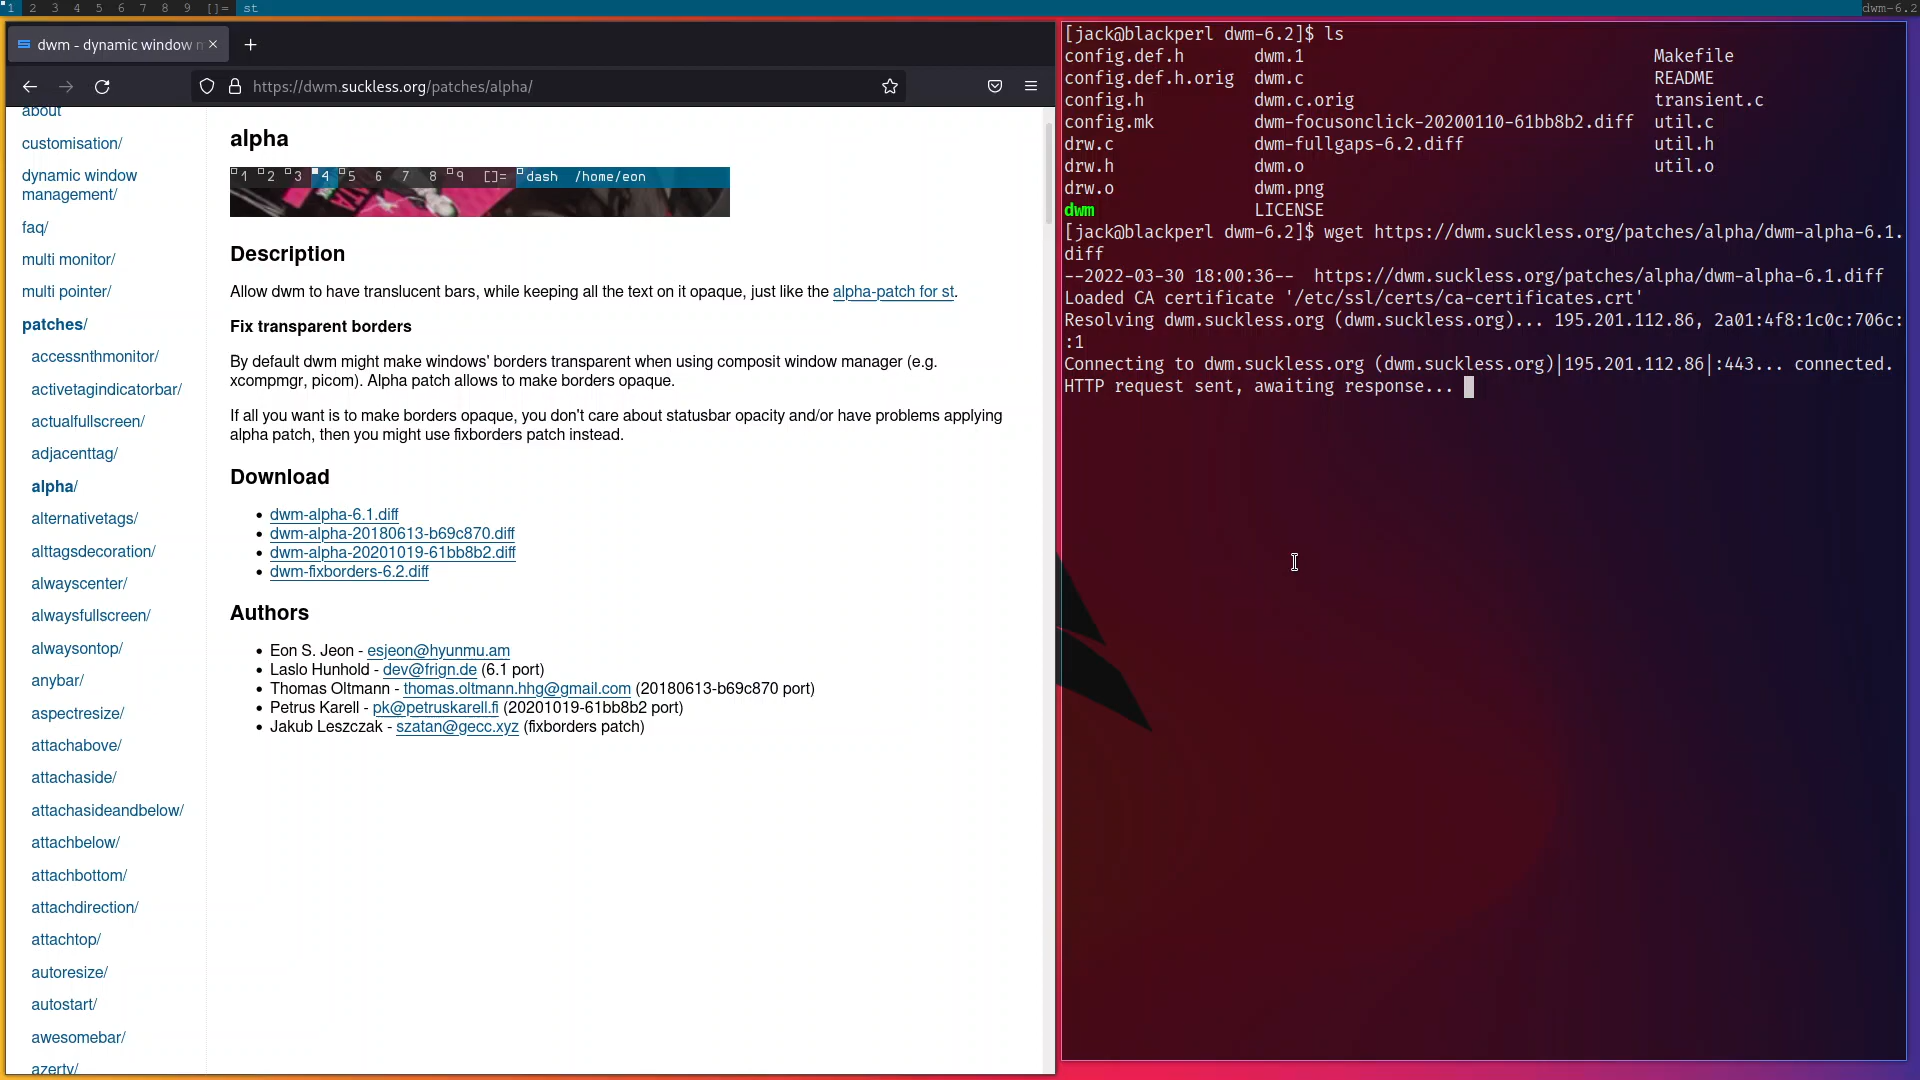 1 2 3 4 5 6 7 8 9 []= st dwm-6.2
dwm - dynamic window
https://dwm.suckless.org/patches/alpha/
about
customisation/
dynamic window
management/
faq/
multi monitor/
multi pointer/
patches/
accessnthmonitor/
activetagindicatorbar/
actualfullscreen/
adjacenttag/
alpha/
alternativetags/
alttagsdecoration/
alwayscenter/
alwaysfullscreen/
alwaysontop/
anybar/
aspectresize/
attachabove/
attachaside/
attachasideandbelow/
attachbelow/
attachbottom/
attachdirection/
attachtop/
autoresize/
autostart/
awesomebar/
azerty/
alpha
1 2 3 4 5 6 7 8 9 []= dash /home/eon
Description
Allow dwm to have translucent bars, while keeping all the text on it opaque, just like the alpha-patch for st.
Fix transparent borders
By default dwm might make windows' borders transparent when using composit window manager (e.g.
xcompmgr, picom). Alpha patch allows to make borders opaque.
If all you want is to make borders opaque, you don't care about statusbar opacity and/or have problems applying
alpha patch, then you might use fixborders patch instead.
Download
• dwm-alpha-6.1.diff
• dwm-alpha-20180613-b69c870.diff
• dwm-alpha-20201019-61bb8b2.diff
• dwm-fixborders-6.2.diff
Authors
• Eon S. Jeon - esjeon@hyunmu.am
• Laslo Hunhold - dev@frign.de (6.1 port)
• Thomas Oltmann - thomas.oltmann.hhg@gmail.com (20180613-b69c870 port)
• Petrus Karell - pk@petruskarell.fi (20201019-61bb8b2 port)
• Jakub Leszczak - szatan@gecc.xyz (fixborders patch)
[jack@blackperl dwm-6.2]$ ls
config.def.h dwm.1 Makefile
config.def.h.orig dwm.c README
config.h dwm.c.orig transient.c
config.mk dwm-focusonclick-20200110-61bb8b2.diff util.c
drw.c dwm-fullgaps-6.2.diff util.h
drw.h dwm.o util.o
drw.o dwm.png
dwm LICENSE
[jack@blackperl dwm-6.2]$ wget https://dwm.suckless.org/patches/alpha/dwm-alpha-6.1.
diff
--2022-03-30 18:00:36-- https://dwm.suckless.org/patches/alpha/dwm-alpha-6.1.diff
Loaded CA certificate '/etc/ssl/certs/ca-certificates.crt'
Resolving dwm.suckless.org (dwm.suckless.org)... 195.201.112.86, 2a01:4f8:1c0c:706c:
:1
Connecting to dwm.suckless.org (dwm.suckless.org)|195.201.112.86|:443... connected.
HTTP request sent, awaiting response...